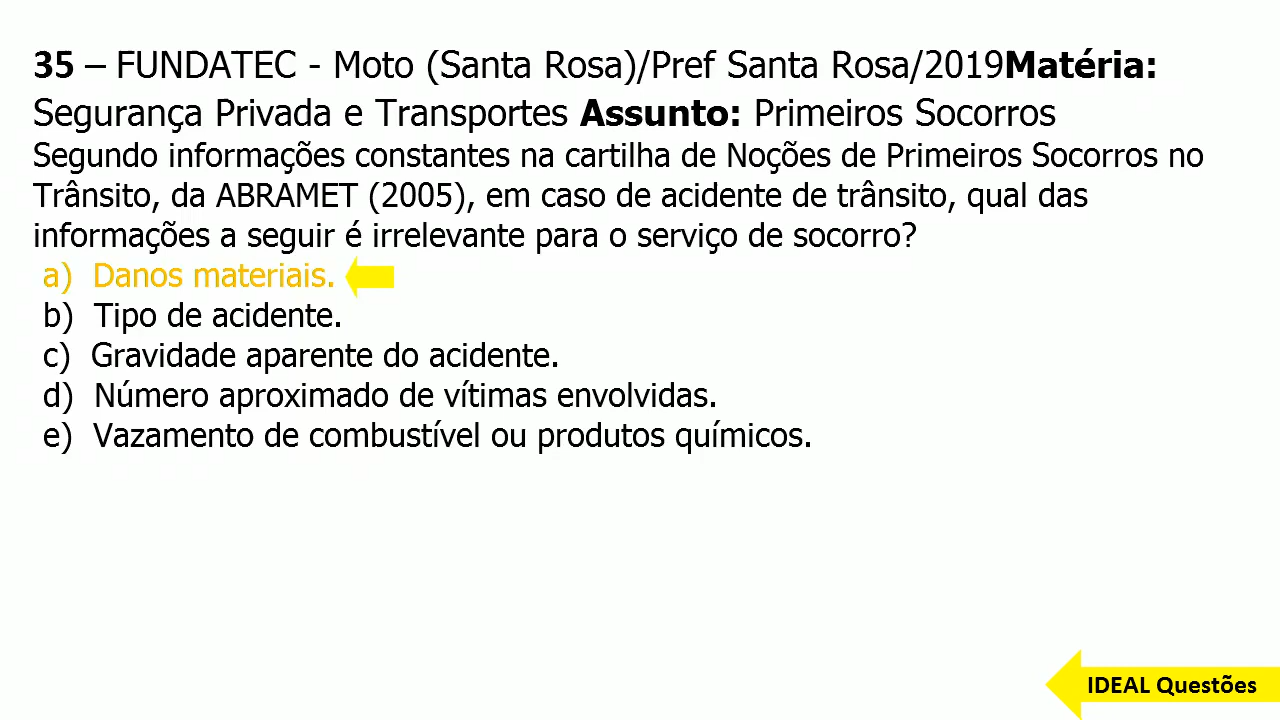 35 – FUNDATEC - Moto (Santa Rosa)/Pref Santa Rosa/2019Matéria:
Segurança Privada e Transportes Assunto: Primeiros Socorros
Segundo informações constantes na cartilha de Noções de Primeiros Socorros no
Trânsito, da ABRAMET (2005), em caso de acidente de trânsito, qual das
informações a seguir é irrelevante para o serviço de socorro?
a) Danos materiais.
b) Tipo de acidente.
c) Gravidade aparente do acidente.
d) Número aproximado de vítimas envolvidas.
e) Vazamento de combustível ou produtos químicos.
IDEAL Questões